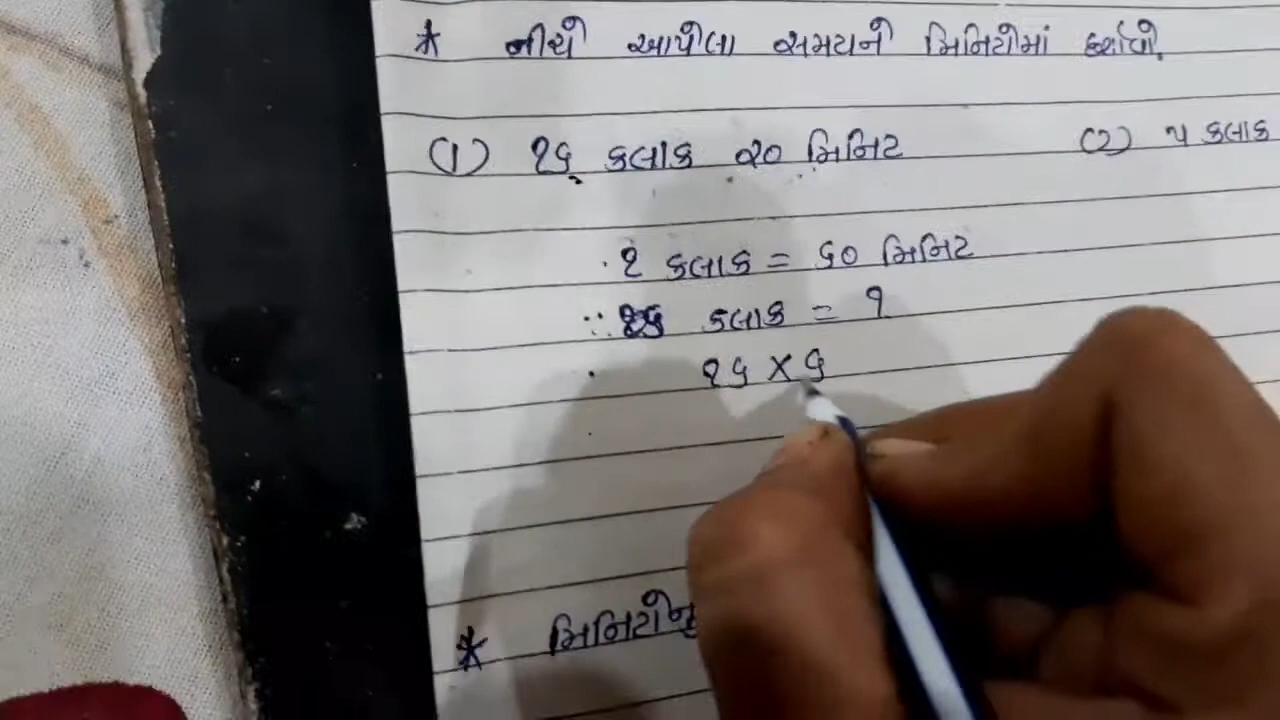 * નીચે આપેલા સમયને મિનિટોમાં દર્શાવો.
(1) ૧૬ કલાક ૨૦ મિનિટ (2) ૫ કલાક
૧ કલાક = ૬૦ મિનિટ
∴ ૧૬ કલાક = ?
૧૬ × ૬
* મિનિટોનુ